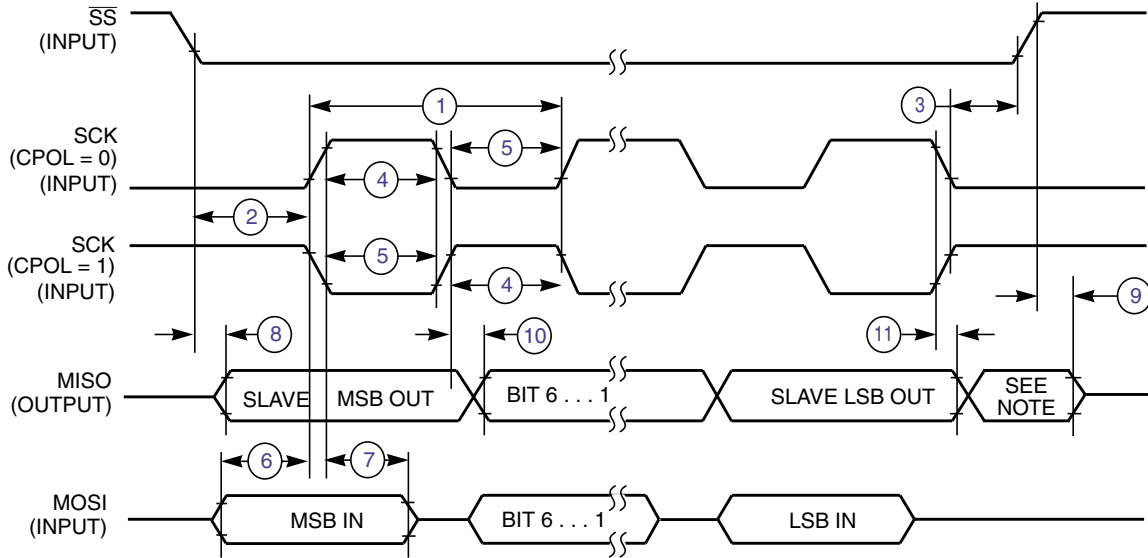 SS
(INPUT)
1
3
SCK
(CPOL = 0)
(INPUT)
5
4
2
SCK
(CPOL = 1)
(INPUT)
5
4
9
8
10
11
MISO
(OUTPUT)
SLAVE MSB OUT
BIT 6 . . . 1
SLAVE LSB OUT
SEE
NOTE
6
7
MOSI
(INPUT)
MSB IN
BIT 6 . . . 1
LSB IN